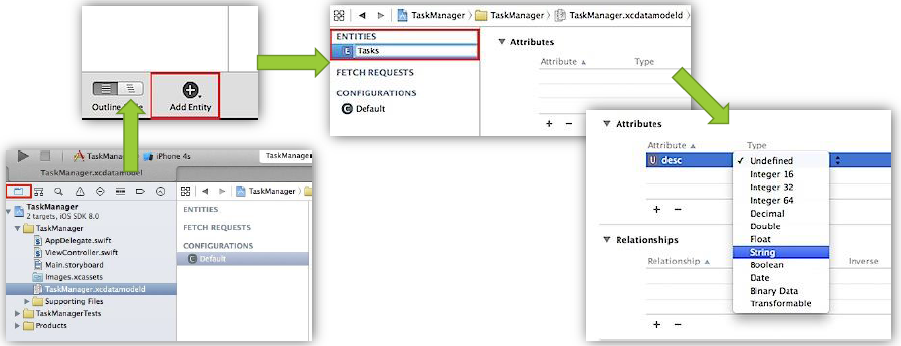 Outline
Add Entity
TaskManager
TaskManager
TaskManager.xcdatamodeld
ENTITIES
E Tasks
FETCH REQUESTS
CONFIGURATIONS
C Default
Attributes
Attribute
Type
+ −
TaskManager
iPhone 4s
TaskManager
TaskManager.xcdatamodel
TaskManager
2 targets, iOS SDK 8.0
TaskManager
AppDelegate.swift
ViewController.swift
Main.storyboard
Images.xcassets
TaskManager.xcdatamodeld
Supporting Files
TaskManagerTests
Products
TaskManager
ENTITIES
FETCH REQUESTS
CONFIGURATIONS
C Default
Attributes
Attribute
Type
U desc
✓ Undefined
Integer 16
Integer 32
Integer 64
Decimal
Double
Float
String
Boolean
Date
Binary Data
Transformable
+ −
Relationships
Relationship
Inverse
+ −